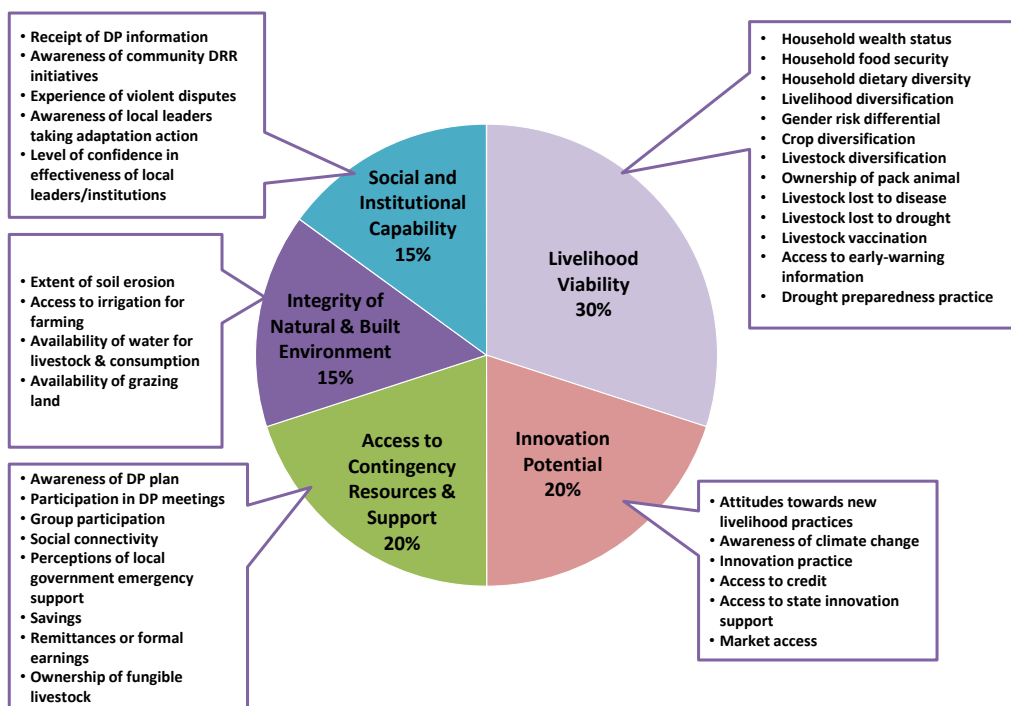 • Receipt of DP information
• Awareness of community DRR
initiatives
• Experience of violent disputes
• Awareness of local leaders
taking adaptation action
• Level of confidence in
effectiveness of local
leaders/institutions
• Household wealth status
• Household food security
• Household dietary diversity
• Livelihood diversification
• Gender risk differential
• Crop diversification
• Livestock diversification
• Ownership of pack animal
• Livestock lost to disease
• Livestock lost to drought
• Livestock vaccination
• Access to early-warning
information
• Drought preparedness practice
Social and
Institutional
Capability
15%
Livelihood
Viability
30%
• Extent of soil erosion
• Access to irrigation for
farming
• Availability of water for
livestock & consumption
• Availability of grazing
land
Integrity of
Natural & Built
Environment
15%
Access to
Contingency
Resources &
Support
20%
Innovation
Potential
20%
• Awareness of DP plan
• Participation in DP meetings
• Group participation
• Social connectivity
• Perceptions of local
government emergency
support
• Savings
• Remittances or formal
earnings
• Ownership of fungible
livestock
• Attitudes towards new
livelihood practices
• Awareness of climate change
• Innovation practice
• Access to credit
• Access to state innovation
support
• Market access